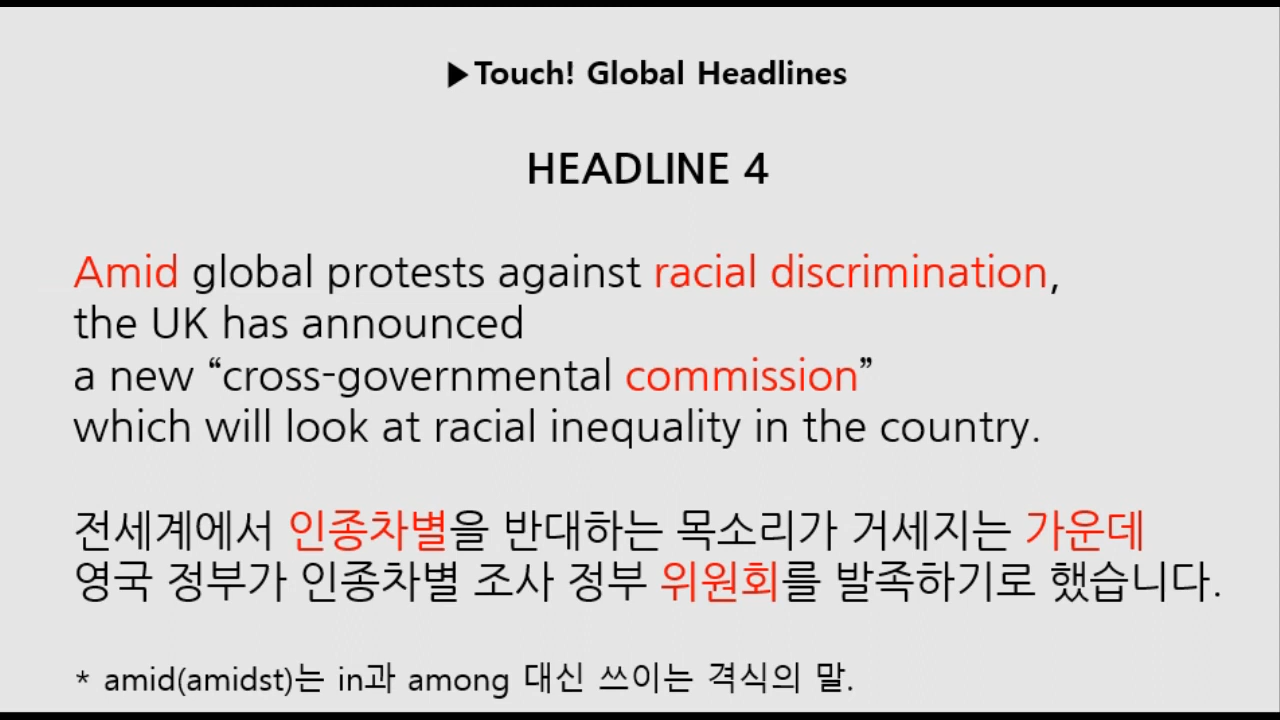 ▶Touch! Global Headlines
HEADLINE 4
Amid global protests against racial discrimination,
the UK has announced
a new “cross-governmental commission”
which will look at racial inequality in the country.
전세계에서 인종차별을 반대하는 목소리가 거세지는 가운데
영국 정부가 인종차별 조사 정부 위원회를 발족하기로 했습니다.
* amid(amidst)는 in과 among 대신 쓰이는 격식의 말.